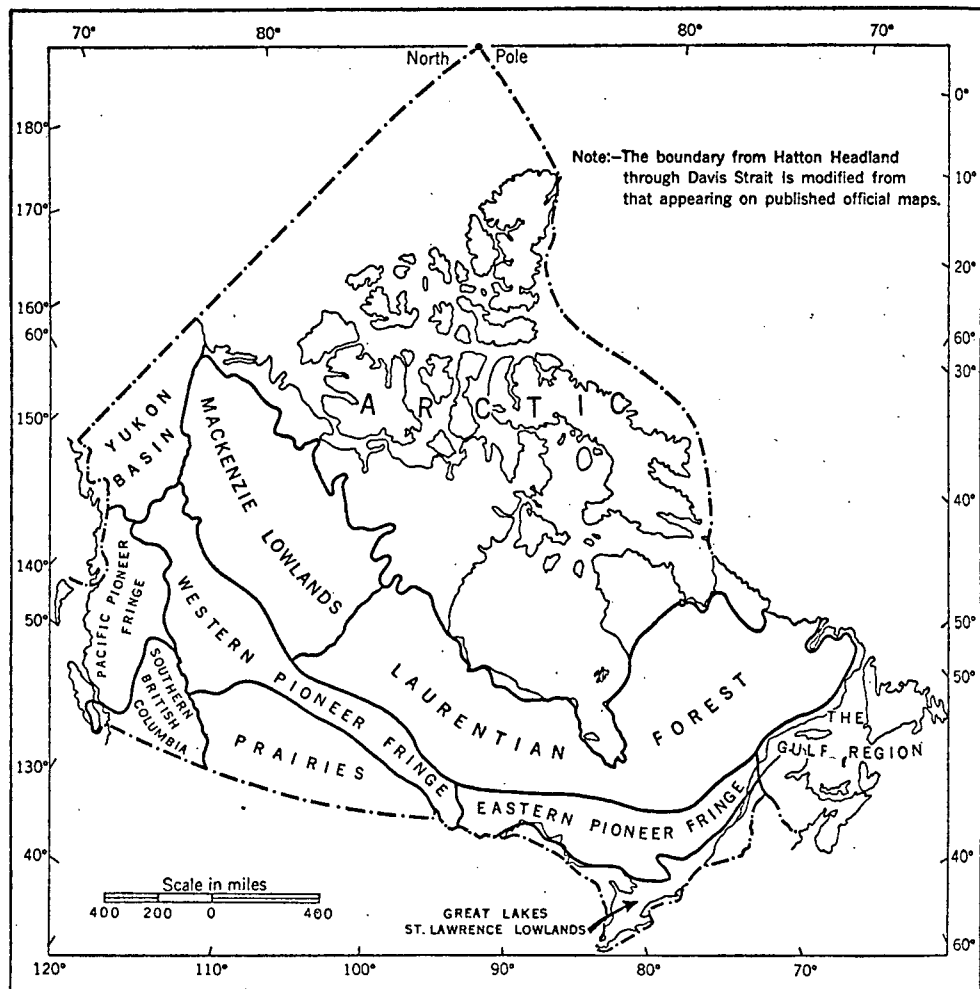 70° 80° 80° 70°
North Pole
0°
180°
Note:-The boundary from Hatton Headland
through Davis Strait is modified from
that appearing on published official maps.
10°
170°
20°
160°
60°
60°
30°
ARCTIC
150°
YUKON
BASIN
MACKENZIE LOWLANDS
40°
140°
50°
PACIFIC PIONEER
FRINGE
WESTERN PIONEER FRINGE
50°
SOUTHERN
BRITISH
COLUMBIA
LAURENTIAN FOREST
50°
THE
GULF REGION
130°
PRAIRIES
EASTERN PIONEER FRINGE
40°
40°
Scale in miles
400 200 0 400
GREAT LAKES
ST. LAWRENCE LOWLANDS
60°
120° 110° 100° 90° 80° 70°